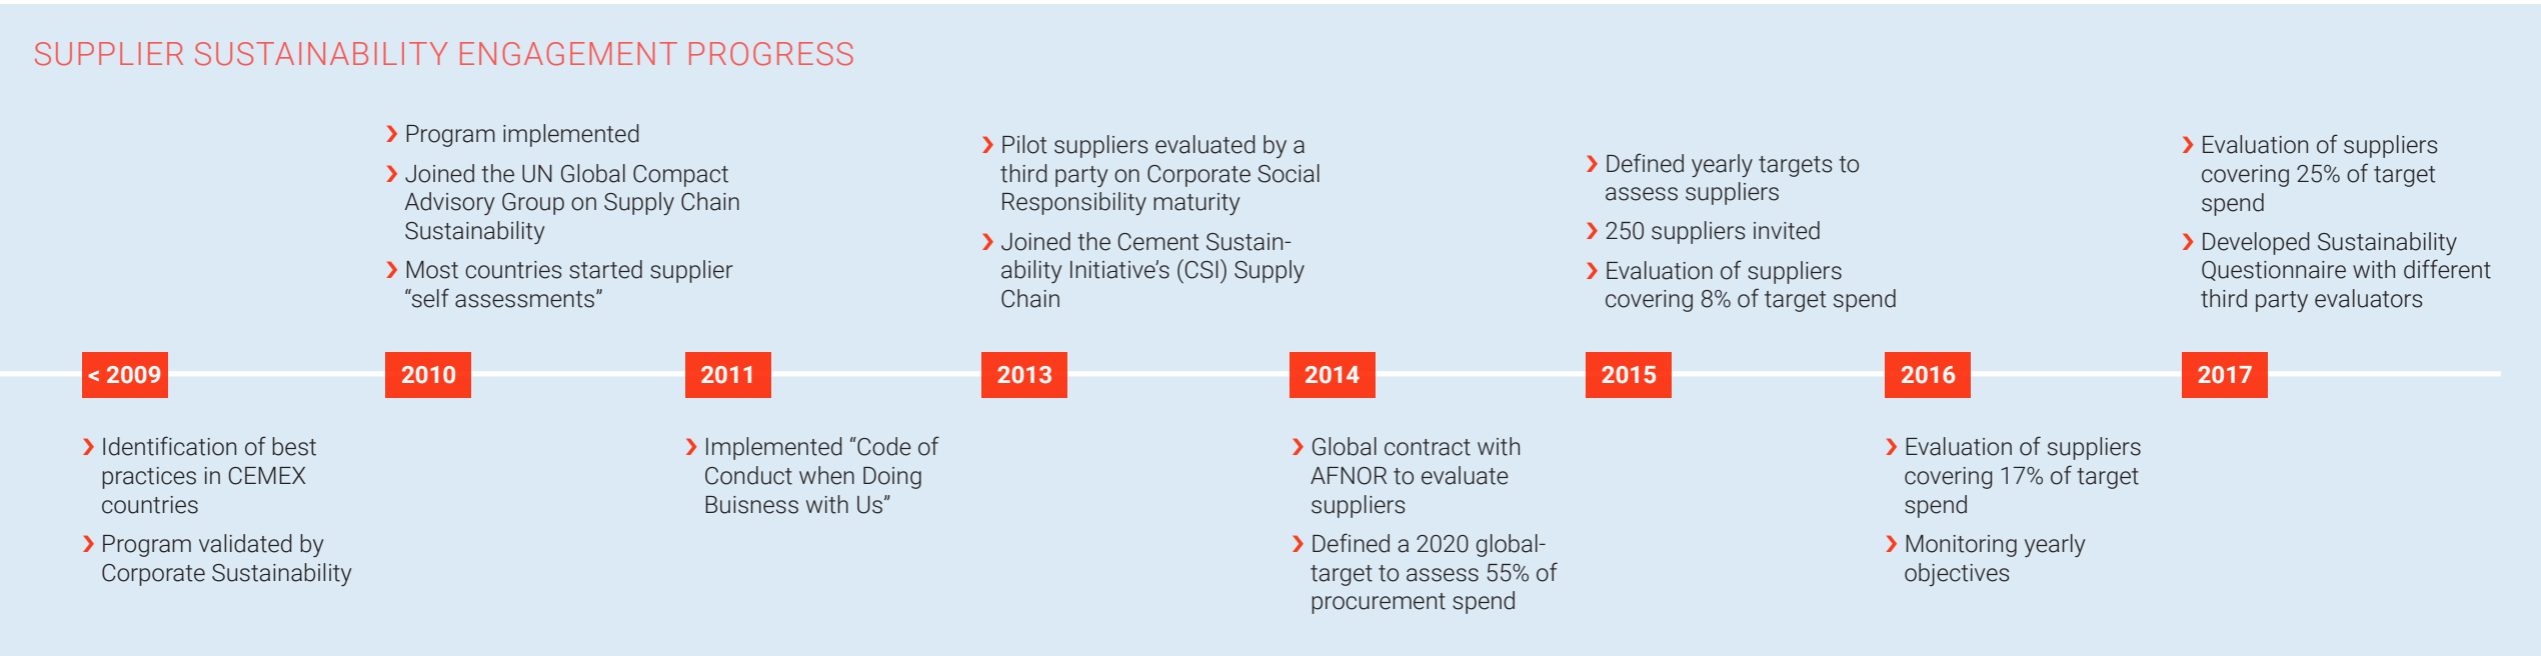 SUPPLIER SUSTAINABILITY ENGAGEMENT PROGRESS
< 2009
Identification of best
practices in CEMEX
countries
Program validated by
Corporate Sustainability
2010
Program implemented
Joined the UN Global Compact
Advisory Group on Supply Chain
Sustainability
Most countries started supplier
“self assessments”
2011
Implemented “Code of
Conduct when Doing
Buisness with Us”
2013
Pilot suppliers evaluated by a
third party on Corporate Social
Responsibility maturity
Joined the Cement Sustain-
ability Initiative’s (CSI) Supply
Chain
2014
Global contract with
AFNOR to evaluate
suppliers
Defined a 2020 global-
target to assess 55% of
procurement spend
2015
Defined yearly targets to
assess suppliers
250 suppliers invited
Evaluation of suppliers
covering 8% of target spend
2016
Evaluation of suppliers
covering 17% of target
spend
Monitoring yearly
objectives
2017
Evaluation of suppliers
covering 25% of target
spend
Developed Sustainability
Questionnaire with different
third party evaluators